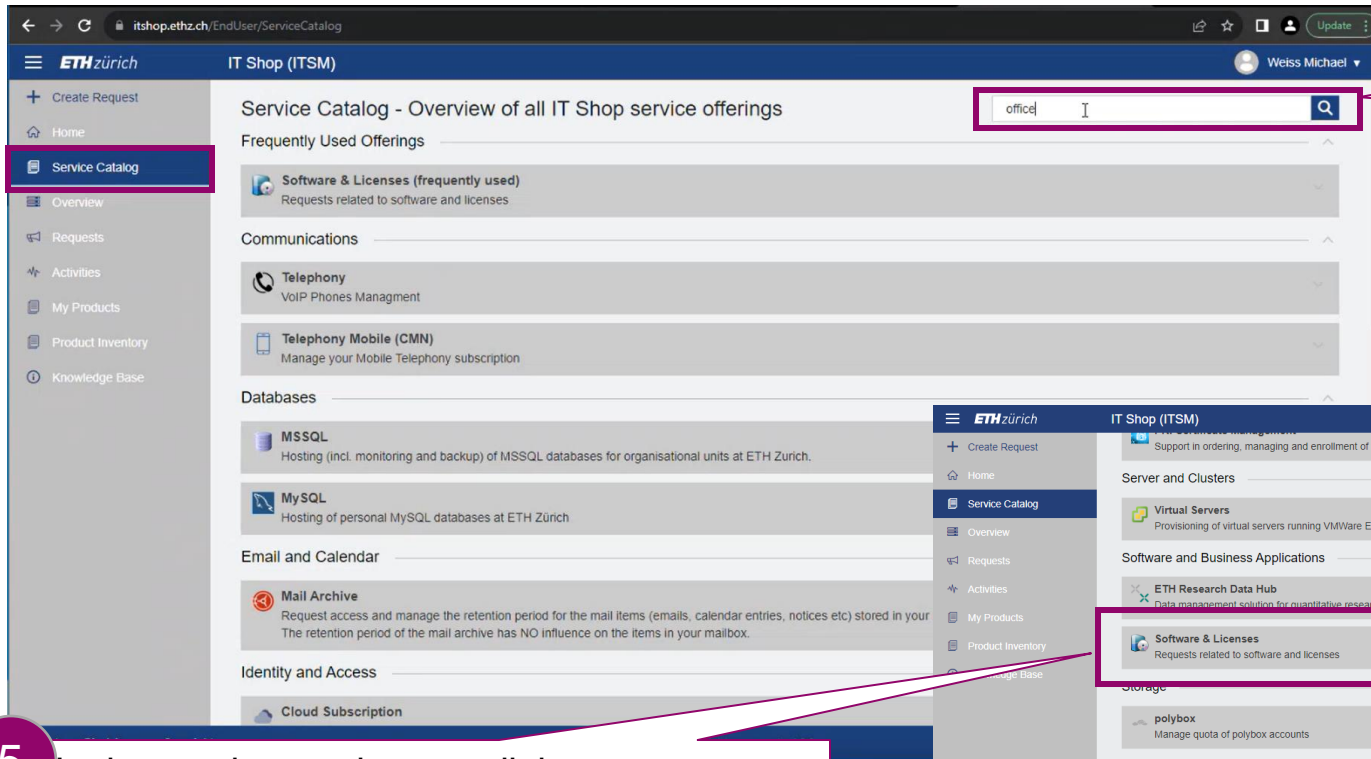 itshop.ethz.ch/EndUser/ServiceCatalog
Update
ETH zürich
IT Shop (ITSM)
Weiss Michael
Create Request
Home
Service Catalog
Overview
Requests
Activities
My Products
Product Inventory
Knowledge Base
Service Catalog - Overview of all IT Shop service offerings
office
Frequently Used Offerings
Software & Licenses (frequently used)
Requests related to software and licenses
Communications
Telephony
VoIP Phones Managment
Telephony Mobile (CMN)
Manage your Mobile Telephony subscription
Databases
MSSQL
Hosting (incl. monitoring and backup) of MSSQL databases for organisational units at ETH Zurich.
MySQL
Hosting of personal MySQL databases at ETH Zürich
Email and Calendar
Mail Archive
Request access and manage the retention period for the mail items (emails, calendar entries, notices etc) stored in your
The retention period of the mail archive has NO influence on the items in your mailbox.
Identity and Access
Cloud Subscription
ETH zürich
IT Shop (ITSM)
Create Request
Home
Service Catalog
Overview
Requests
Activities
My Products
Product Inventory
Base
Support in ordering, managing and enrollment of
Server and Clusters
Virtual Servers
Provisioning of virtual servers running VMWare E
Software and Business Applications
ETH Research Data Hub
Data management solution for quantitative resear
Software & Licenses
Requests related to software and licenses
Storage
polybox
Manage quota of polybox accounts
5